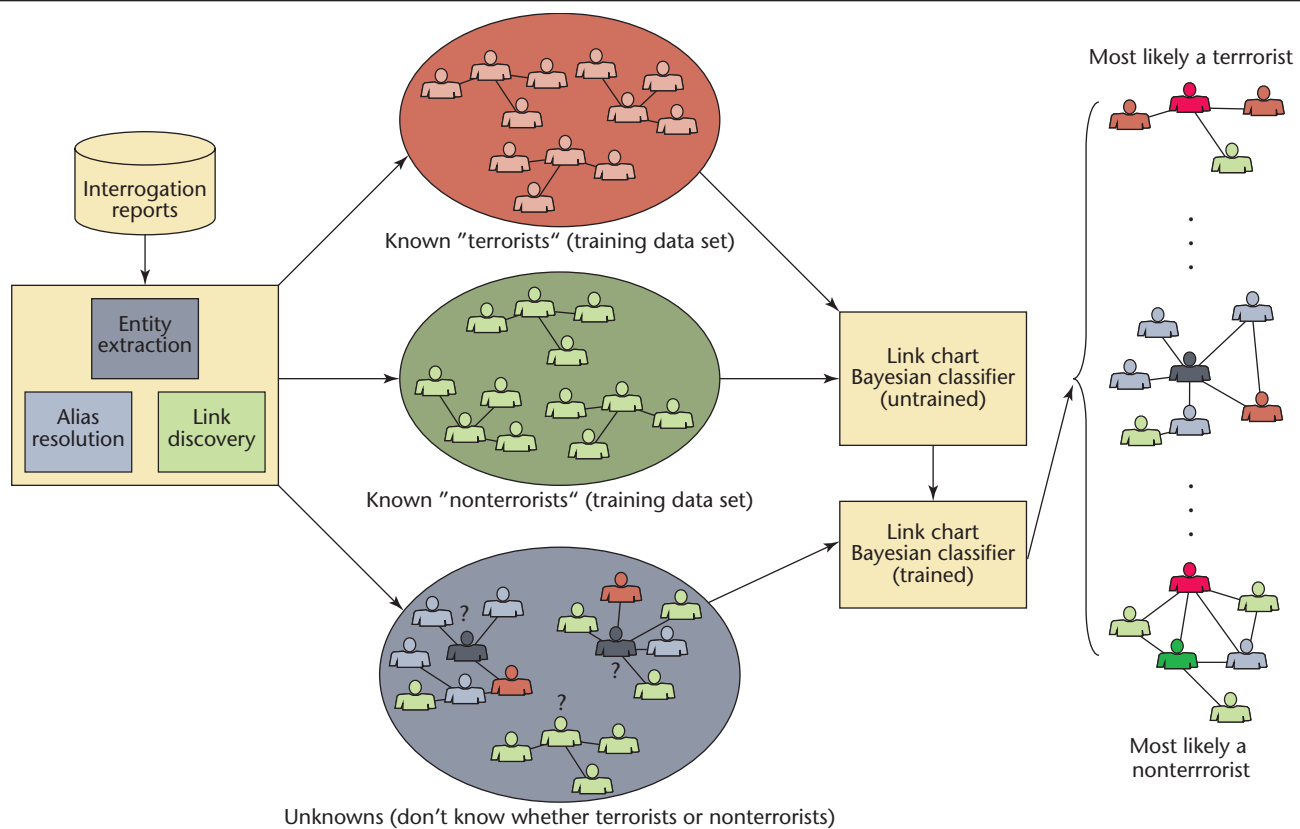 Most likely a terrrorist
Interrogation
reports
Known ”terrorists“ (training data set)
Entity
extraction
Alias
resolution
Link
discovery
Link chart
Bayesian classifier
(untrained)
Known ”nonterrorists“ (training data set)
Link chart
Bayesian classifier
(trained)
?
?
?
Most likely a
nonterrrorist
Unknowns (don’t know whether terrorists or nonterrorists)